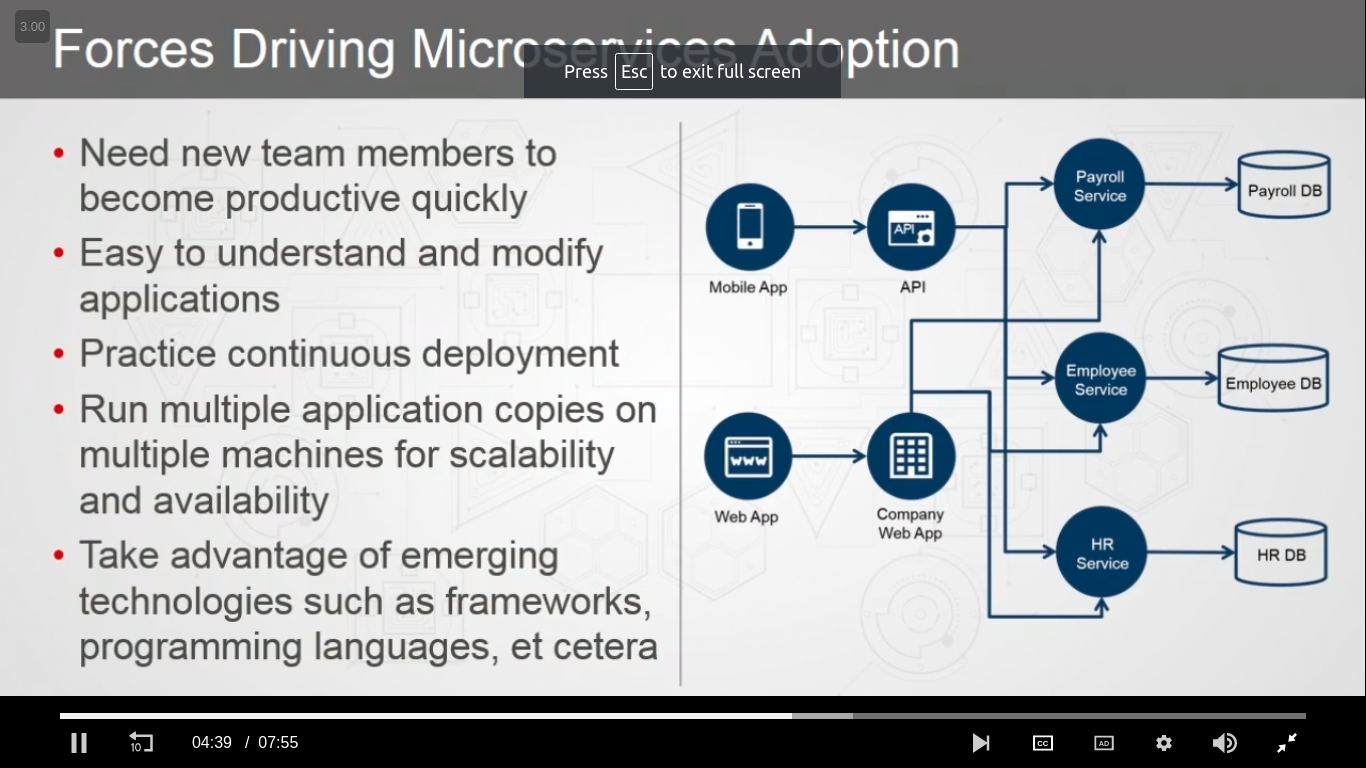 3.00
Forces Driving Microservices Adoption
Press Esc to exit full screen
• Need new team members to
become productive quickly
• Easy to understand and modify
applications
• Practice continuous deployment
• Run multiple application copies on
multiple machines for scalability
and availability
• Take advantage of emerging
technologies such as frameworks,
programming languages, et cetera
Mobile App
API
API
Payroll
Service
Payroll DB
Employee
Service
Employee DB
www
Web App
Company
Web App
HR
Service
HR DB
10
04:39 / 07:55
CC
AD